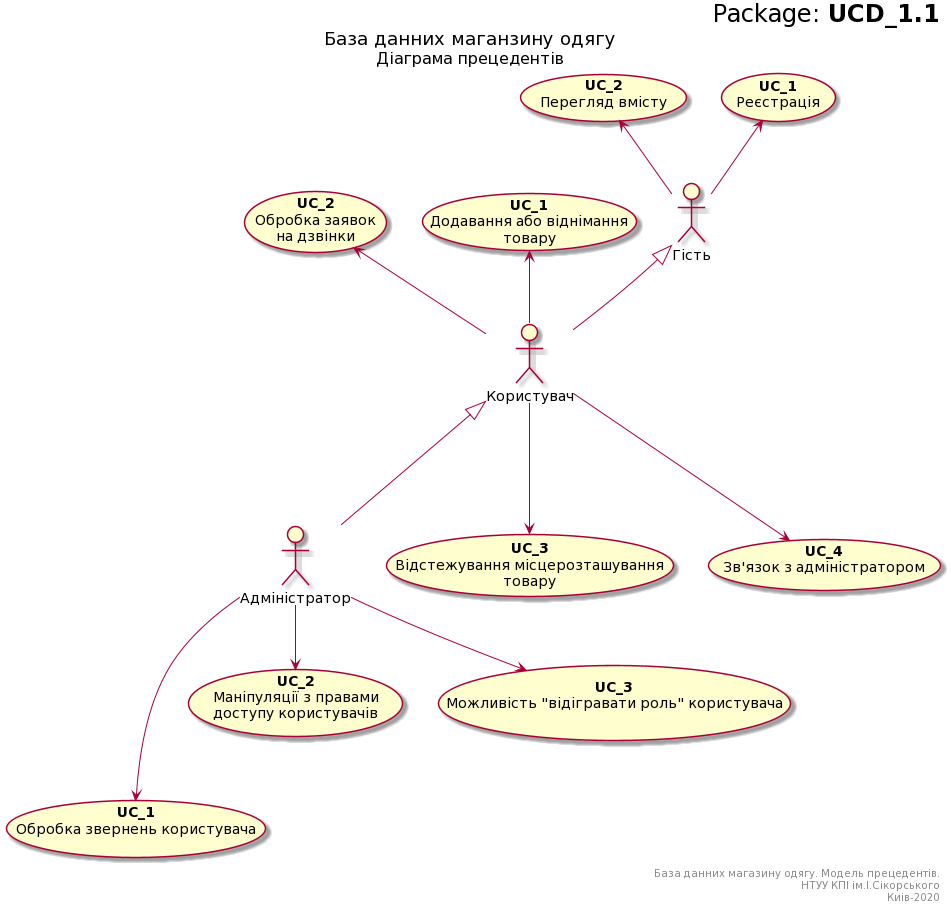 Package: UCD_1.1
База данних маганзину одягу
Діаграма прецедентів
UC_2
Перегляд вмісту
UC_1
Реєстрація
UC_2
Обробка заявок
на дзвінки
UC_1
Додавання або віднімання
товару
Гість
Користувач
UC_3
Відстежування місцерозташування
товару
UC_4
Зв'язок з адміністратором
Адміністратор
UC_2
Маніпуляції з правами
доступу користувачів
UC_3
Можливість "відігравати роль" користувача
UC_1
Обробка звернень користувача
База данних магазину одягу. Модель прецедентів.
НТУУ КПІ ім.І.Сікорського
Киів-2020